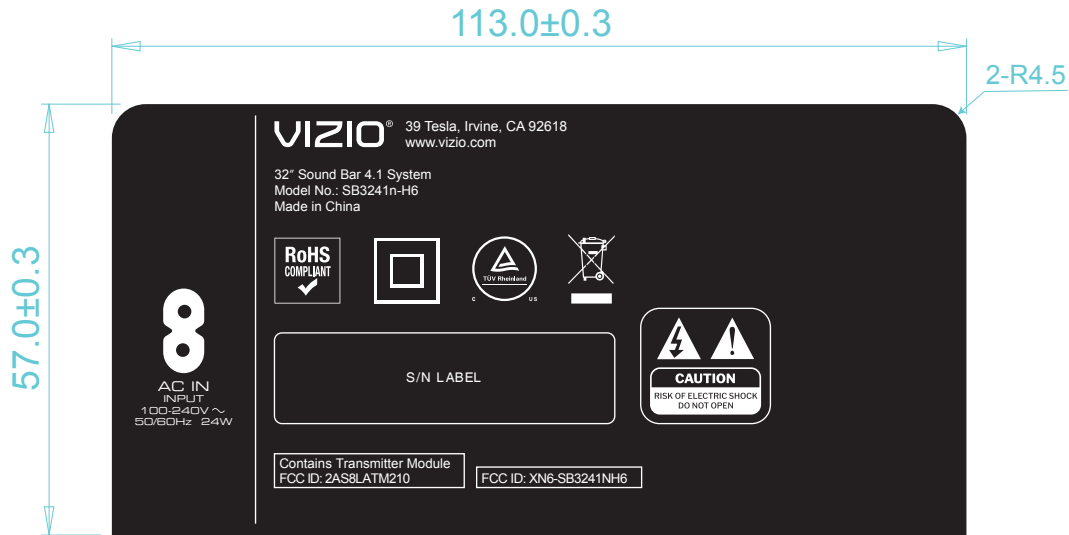 113.0±0.3
2-R4.5
57.0±0.3
VIZIO® 39 Tesla, Irvine, CA 92618
www.vizio.com
32″ Sound Bar 4.1 System
Model No.: SB3241n-H6
Made in China
RoHS
COMPLIANT
TÜV Rheinland
C US
AC IN
INPUT
100-240V～
50/60Hz 24W
S/N LABEL
CAUTION
RISK OF ELECTRIC SHOCK
DO NOT OPEN
Contains Transmitter Module
FCC ID: 2AS8LATM210
FCC ID: XN6-SB3241NH6